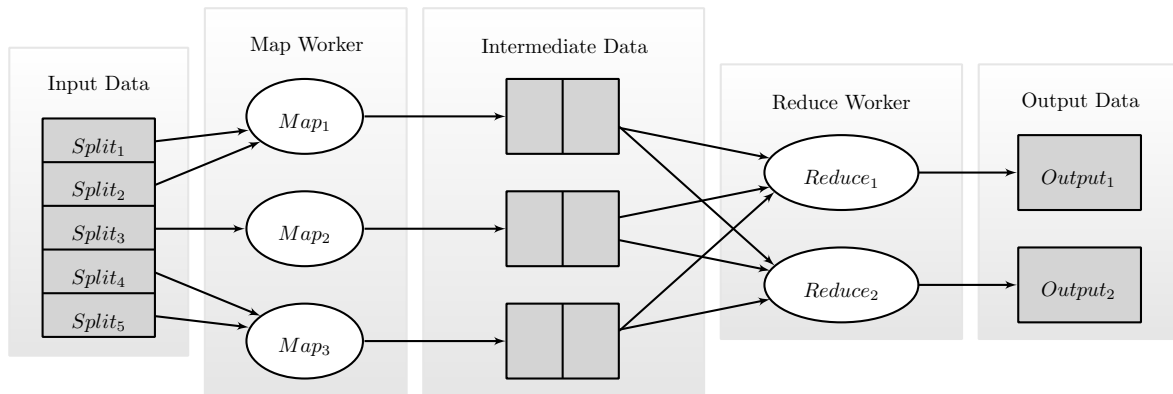 Input Data
Split₁
Split₂
Split₃
Split₄
Split₅
Map Worker
Map₁
Map₂
Map₃
Intermediate Data
Reduce Worker
Reduce₁
Reduce₂
Output Data
Output₁
Output₂